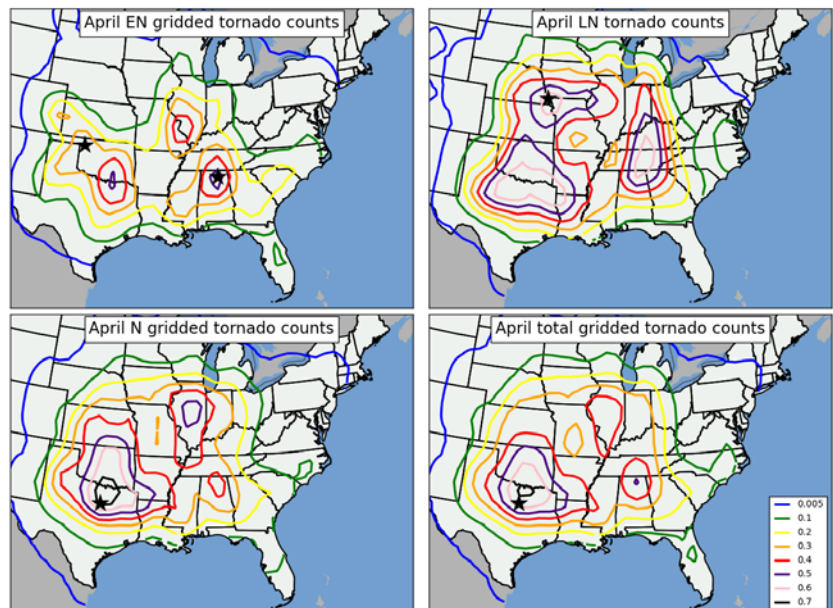 April EN gridded tornado counts
April LN tornado counts
April N gridded tornado counts
April total gridded tornado counts
0.005
0.1
0.2
0.3
0.4
0.5
0.6
0.7